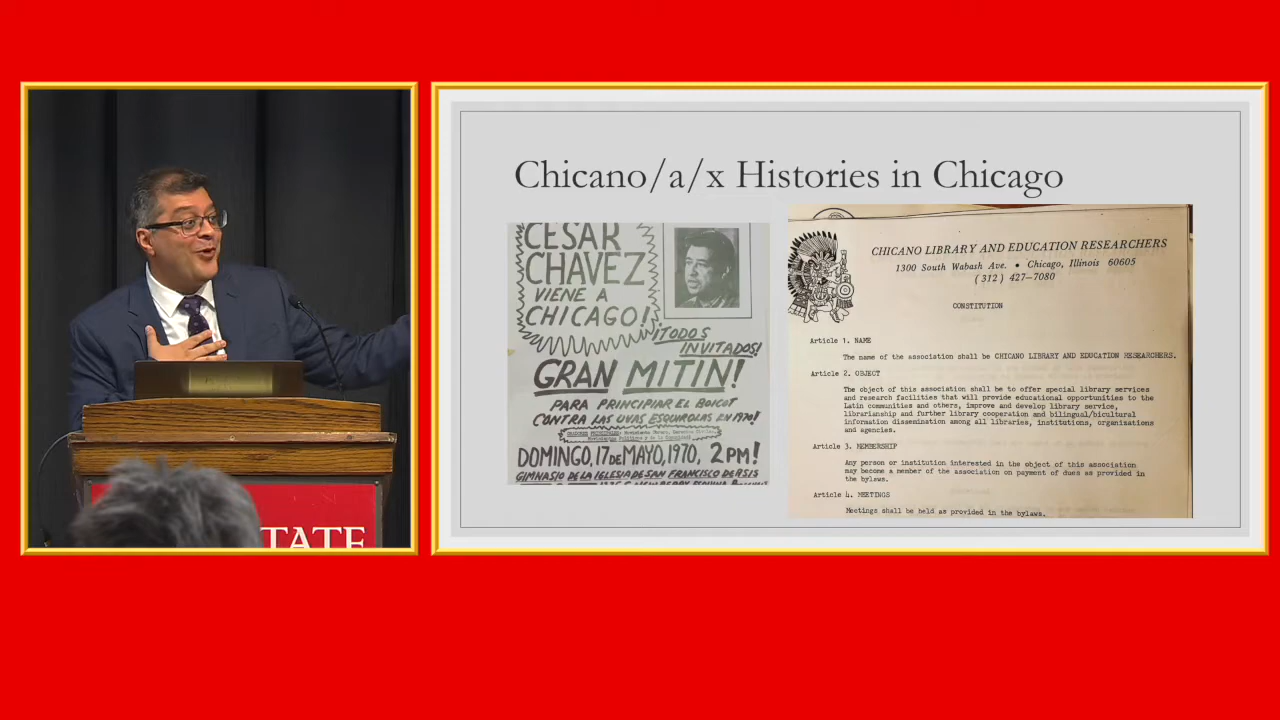 Chicano/a/x Histories in Chicago
CESAR
CHAVEZ
VIENE A
CHICAGO!
¡TODOS
INVITADOS!
GRAN MITIN!
PARA PRINCIPIAR EL BOICOT
CONTRA LAS UVAS ESQUIROLAS EN 1970!
DOMINGO, 17 DE MAYO, 1970, 2 PM!
GIMNASIO DE LA IGLESIA DE SAN FRANCISCO DE ASIS
CHICANO LIBRARY AND EDUCATION RESEARCHERS
1300 South Wabash Ave. • Chicago, Illinois 60605
(312) 427-7080
CONSTITUTION
Article 1. NAME
The name of the association shall be CHICANO LIBRARY AND EDUCATION RESEARCHERS.
Article 2. OBJECT
The object of this association shall be to offer special library services
and research facilities that will provide educational opportunities to the
Latin communities and others, improve and develop library service,
librarianship and further library cooperation and bilingual/bicultural
information dissemination among all libraries, institutions, organizations
and agencies.
Article 3. MEMBERSHIP
Any person or institution interested in the object of this association
may become a member of the association on payment of dues as provided in
the bylaws.
Article 4. MEETINGS
Meetings shall be held as provided in the bylaws.
TATE